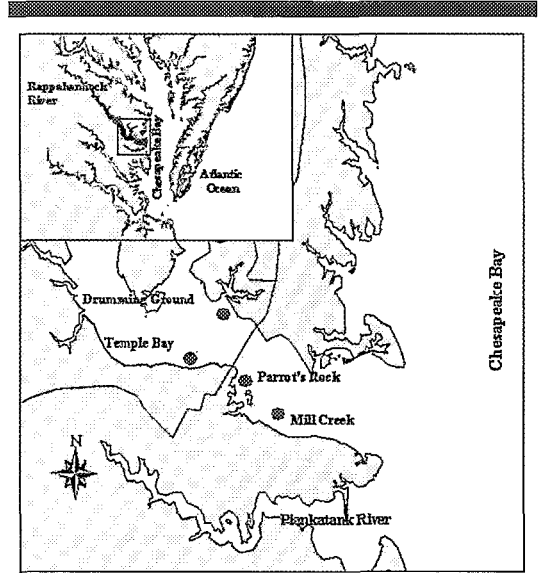 Rappahannock
River
Chesapeake Bay
Atlantic
Ocean
Drumming Ground
Temple Bay
Parrot's Rock
Mill Creek
Chesapeake Bay
N
Piankatank River